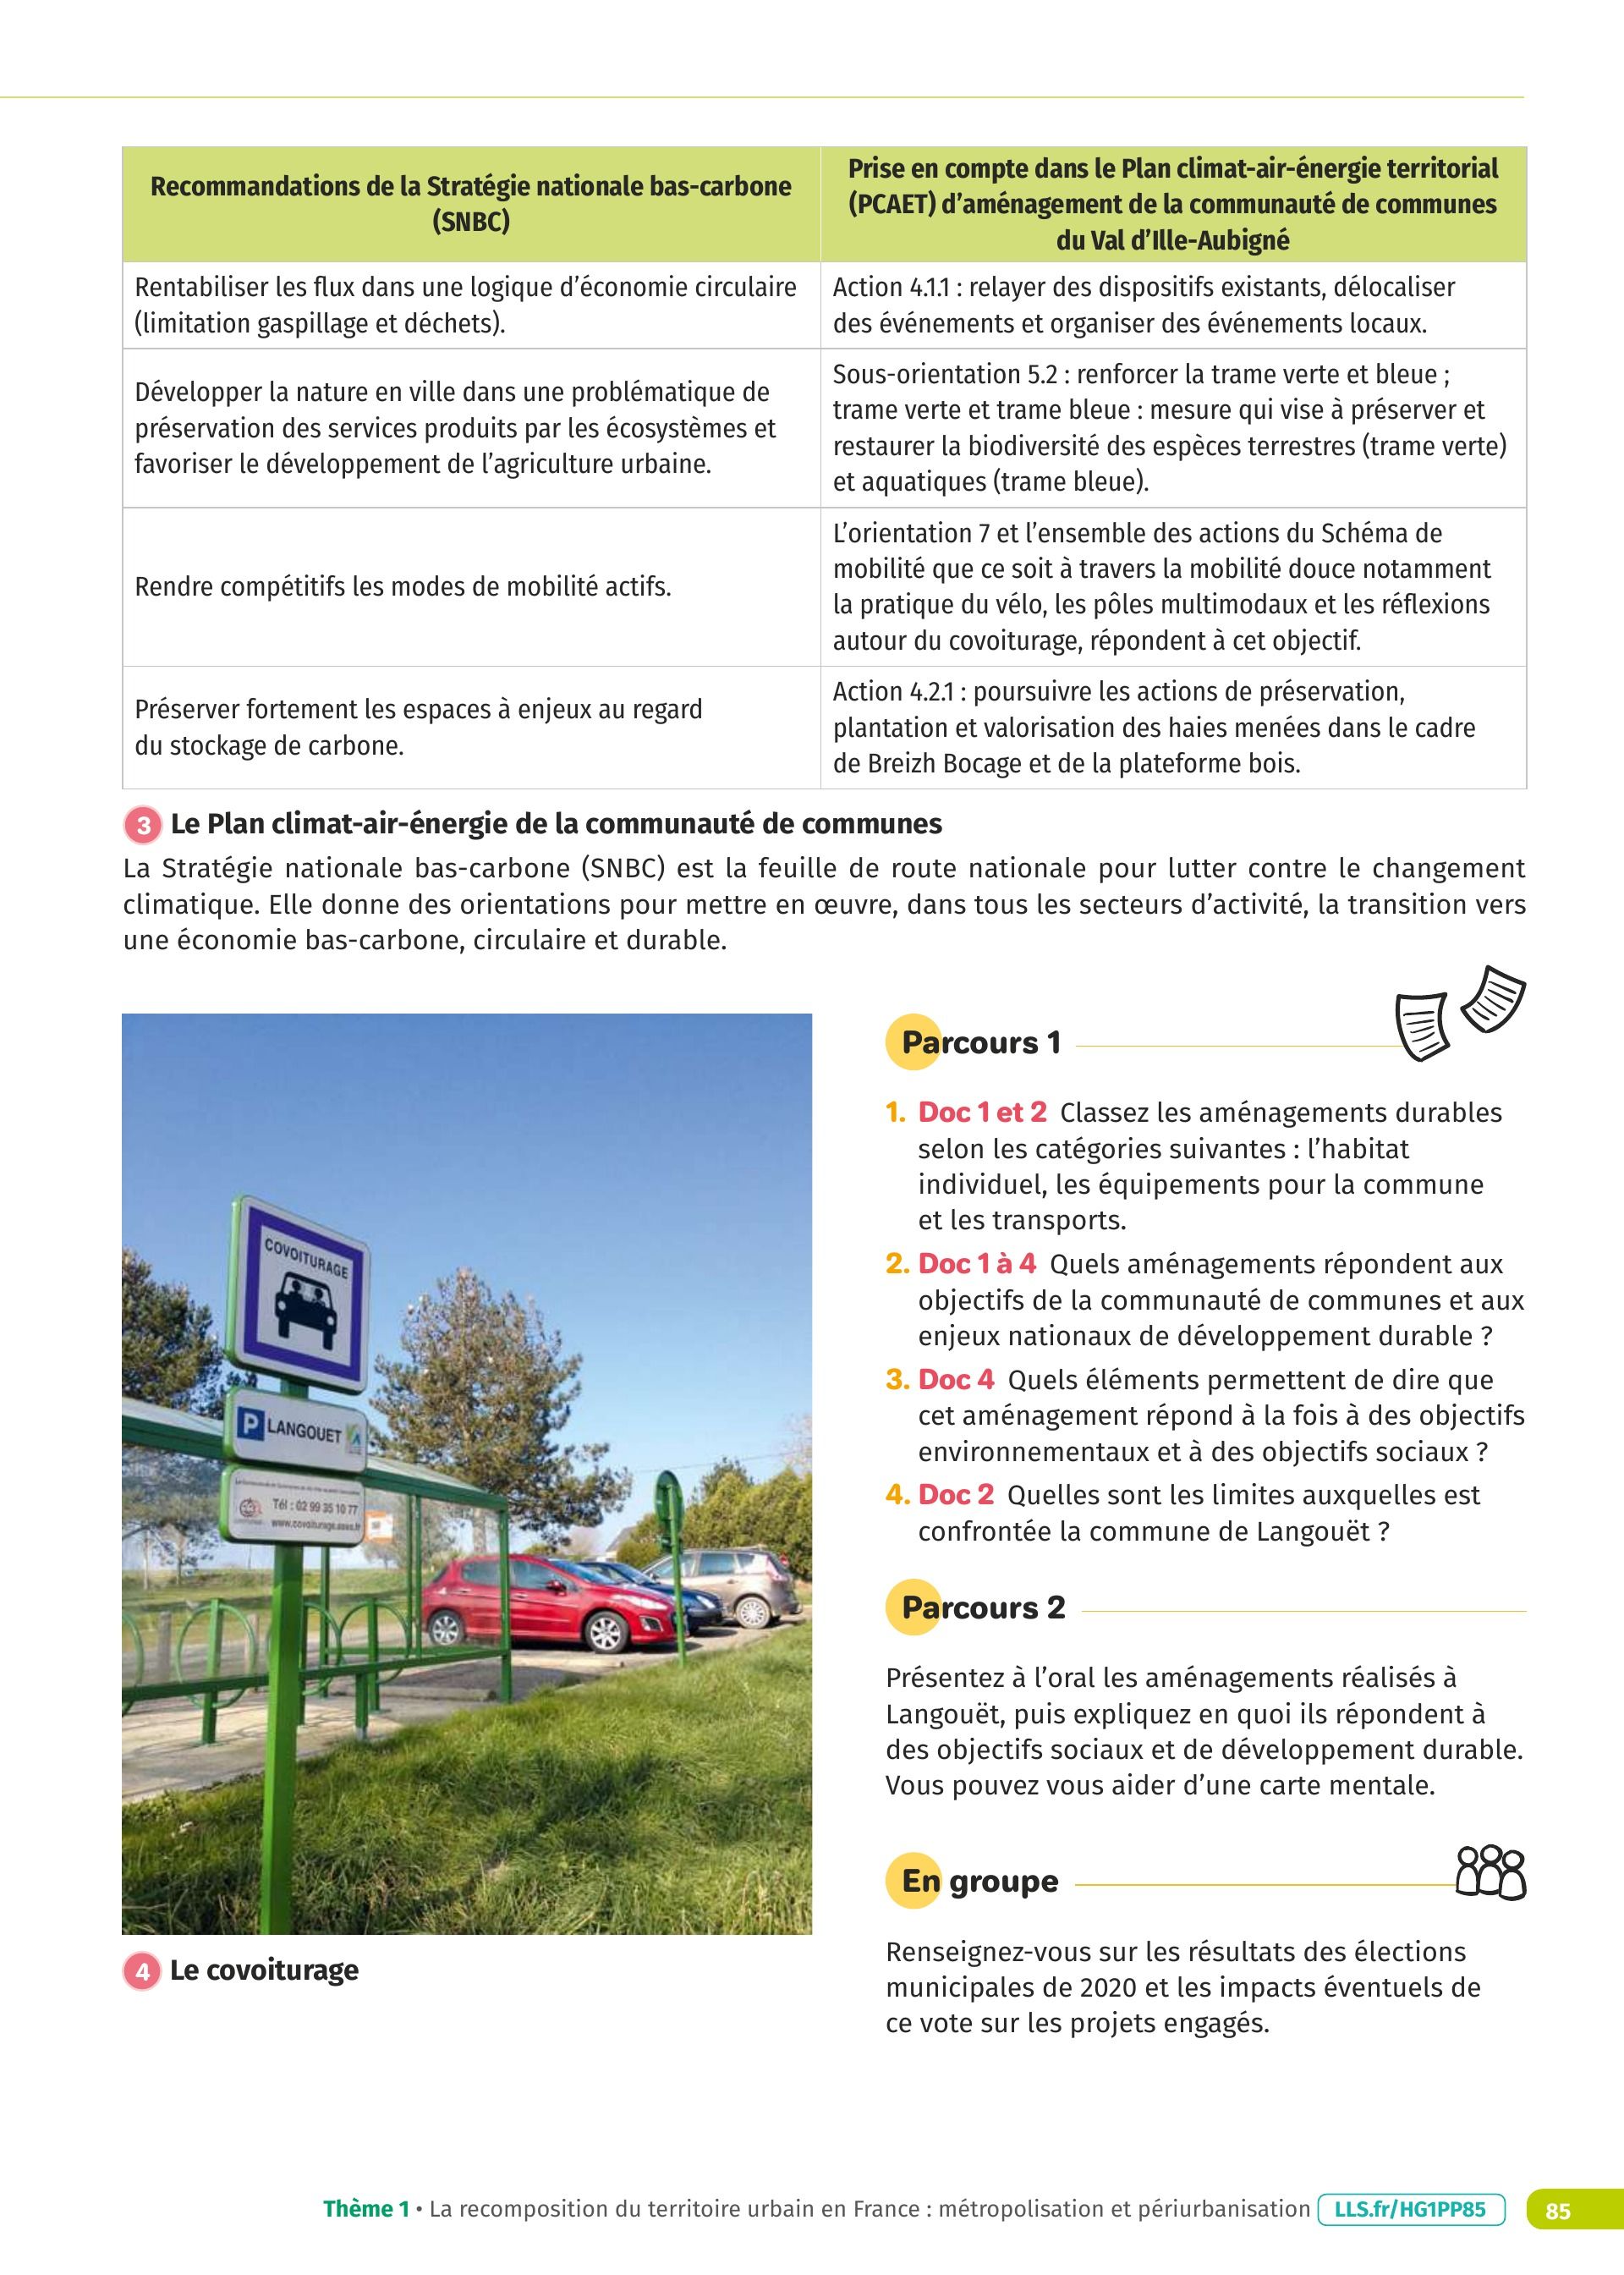 Recommandations de la Stratégie nationale bas-carbone
(SNBC)
Prise en compte dans le Plan climat-air-énergie territorial
(PCAET) d’aménagement de la communauté de communes
du Val d’Ille-Aubigné
Rentabiliser les flux dans une logique d’économie circulaire
(limitation gaspillage et déchets).
Action 4.1.1 : relayer des dispositifs existants, délocaliser
des événements et organiser des événements locaux.
Développer la nature en ville dans une problématique de
préservation des services produits par les écosystèmes et
favoriser le développement de l’agriculture urbaine.
Sous-orientation 5.2 : renforcer la trame verte et bleue ;
trame verte et trame bleue : mesure qui vise à préserver et
restaurer la biodiversité des espèces terrestres (trame verte)
et aquatiques (trame bleue).
Rendre compétitifs les modes de mobilité actifs.
L’orientation 7 et l’ensemble des actions du Schéma de
mobilité que ce soit à travers la mobilité douce notamment
la pratique du vélo, les pôles multimodaux et les réflexions
autour du covoiturage, répondent à cet objectif.
Préserver fortement les espaces à enjeux au regard
du stockage de carbone.
Action 4.2.1 : poursuivre les actions de préservation,
plantation et valorisation des haies menées dans le cadre
de Breizh Bocage et de la plateforme bois.
3 Le Plan climat-air-énergie de la communauté de communes
La Stratégie nationale bas-carbone (SNBC) est la feuille de route nationale pour lutter contre le changement
climatique. Elle donne des orientations pour mettre en œuvre, dans tous les secteurs d’activité, la transition vers
une économie bas-carbone, circulaire et durable.
COVOITURAGE
P LANGOUET
Tél : 02 99 35 10 77
www.covoiturage.asso.fr
4 Le covoiturage
Parcours 1
1. Doc 1 et 2 Classez les aménagements durables
selon les catégories suivantes : l’habitat
individuel, les équipements pour la commune
et les transports.
2. Doc 1 à 4 Quels aménagements répondent aux
objectifs de la communauté de communes et aux
enjeux nationaux de développement durable ?
3. Doc 4 Quels éléments permettent de dire que
cet aménagement répond à la fois à des objectifs
environnementaux et à des objectifs sociaux ?
4. Doc 2 Quelles sont les limites auxquelles est
confrontée la commune de Langouët ?
Parcours 2
Présentez à l’oral les aménagements réalisés à
Langouët, puis expliquez en quoi ils répondent à
des objectifs sociaux et de développement durable.
Vous pouvez vous aider d’une carte mentale.
En groupe
Renseignez-vous sur les résultats des élections
municipales de 2020 et les impacts éventuels de
ce vote sur les projets engagés.
Thème 1 • La recomposition du territoire urbain en France : métropolisation et périurbanisation LLS.fr/HG1PP85 85